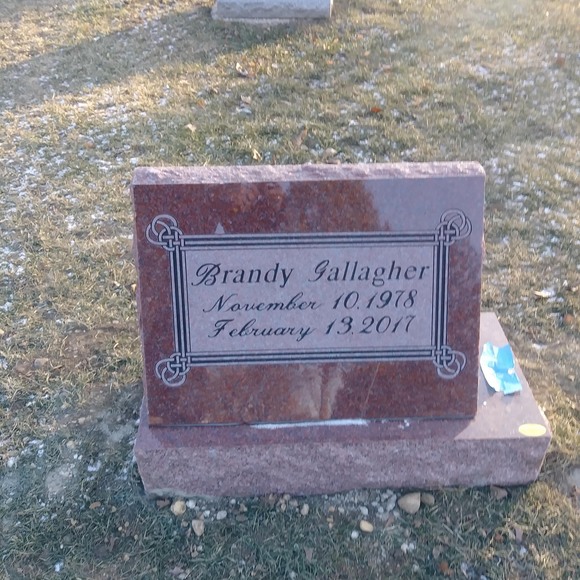 Brandy Gallagher
November 10, 1978
February 13, 2017